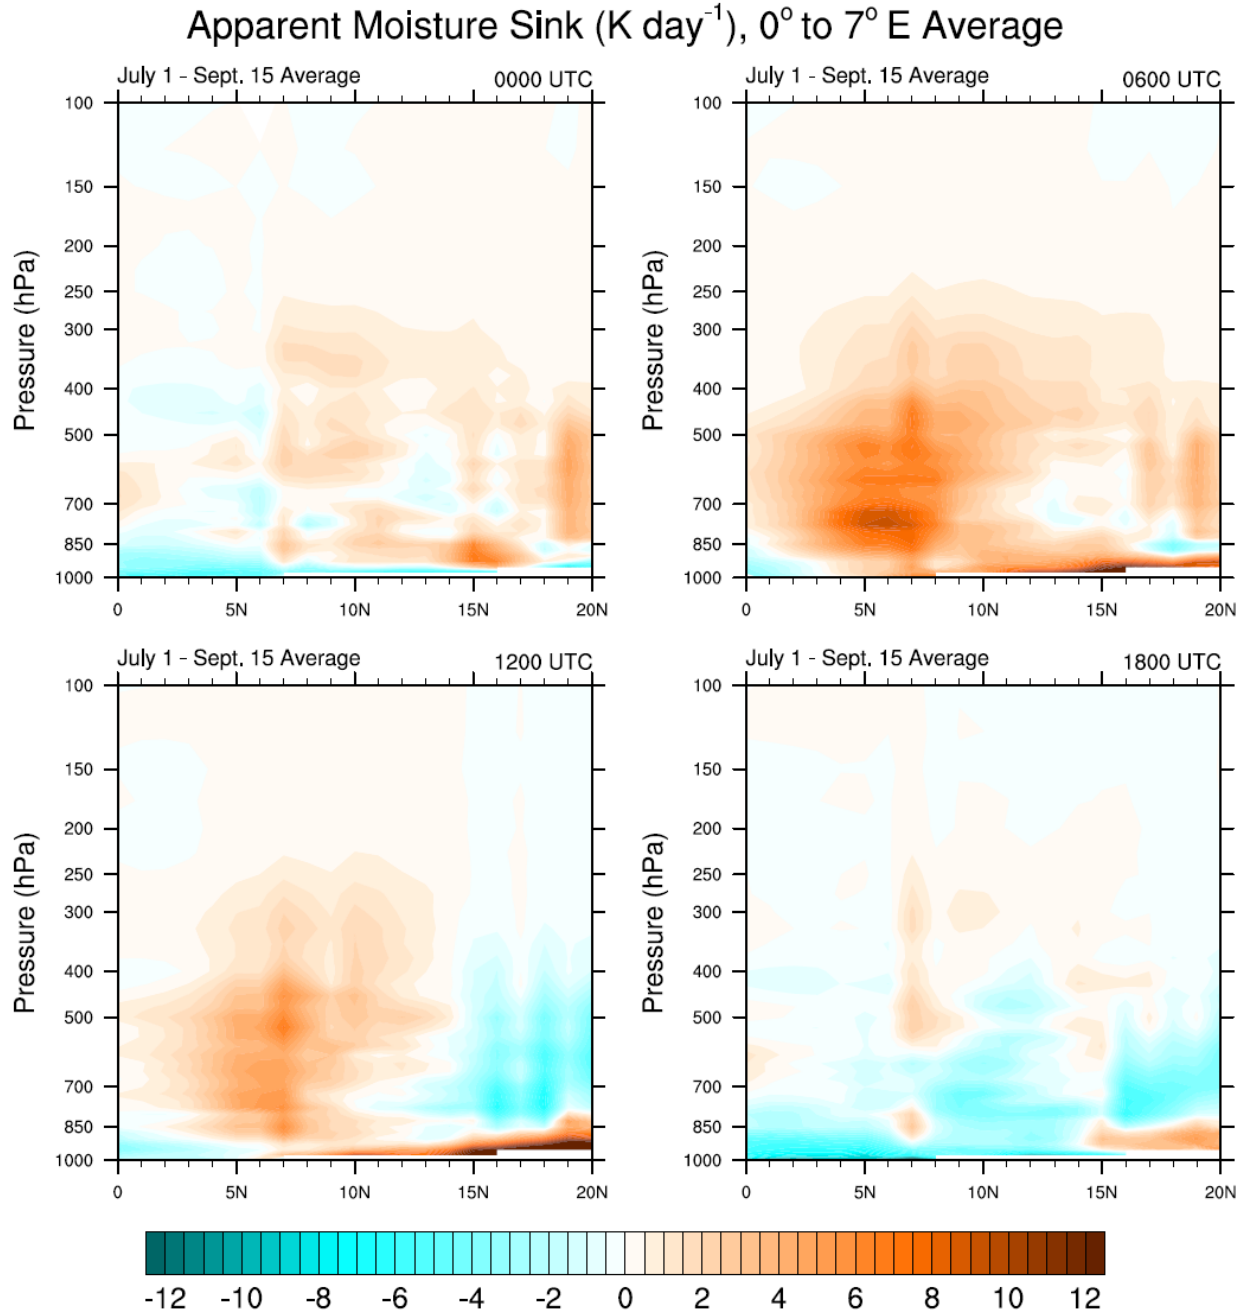 Apparent Moisture Sink (K day⁻¹), 0° to 7° E Average
July 1 - Sept. 15 Average 0000 UTC
Pressure (hPa)
100
150
200
250
300
400
500
700
850
1000
0 5N 10N 15N 20N
July 1 - Sept. 15 Average 0600 UTC
Pressure (hPa)
100
150
200
250
300
400
500
700
850
1000
0 5N 10N 15N 20N
July 1 - Sept. 15 Average 1200 UTC
Pressure (hPa)
100
150
200
250
300
400
500
700
850
1000
0 5N 10N 15N 20N
July 1 - Sept. 15 Average 1800 UTC
Pressure (hPa)
100
150
200
250
300
400
500
700
850
1000
0 5N 10N 15N 20N
-12 -10 -8 -6 -4 -2 0 2 4 6 8 10 12